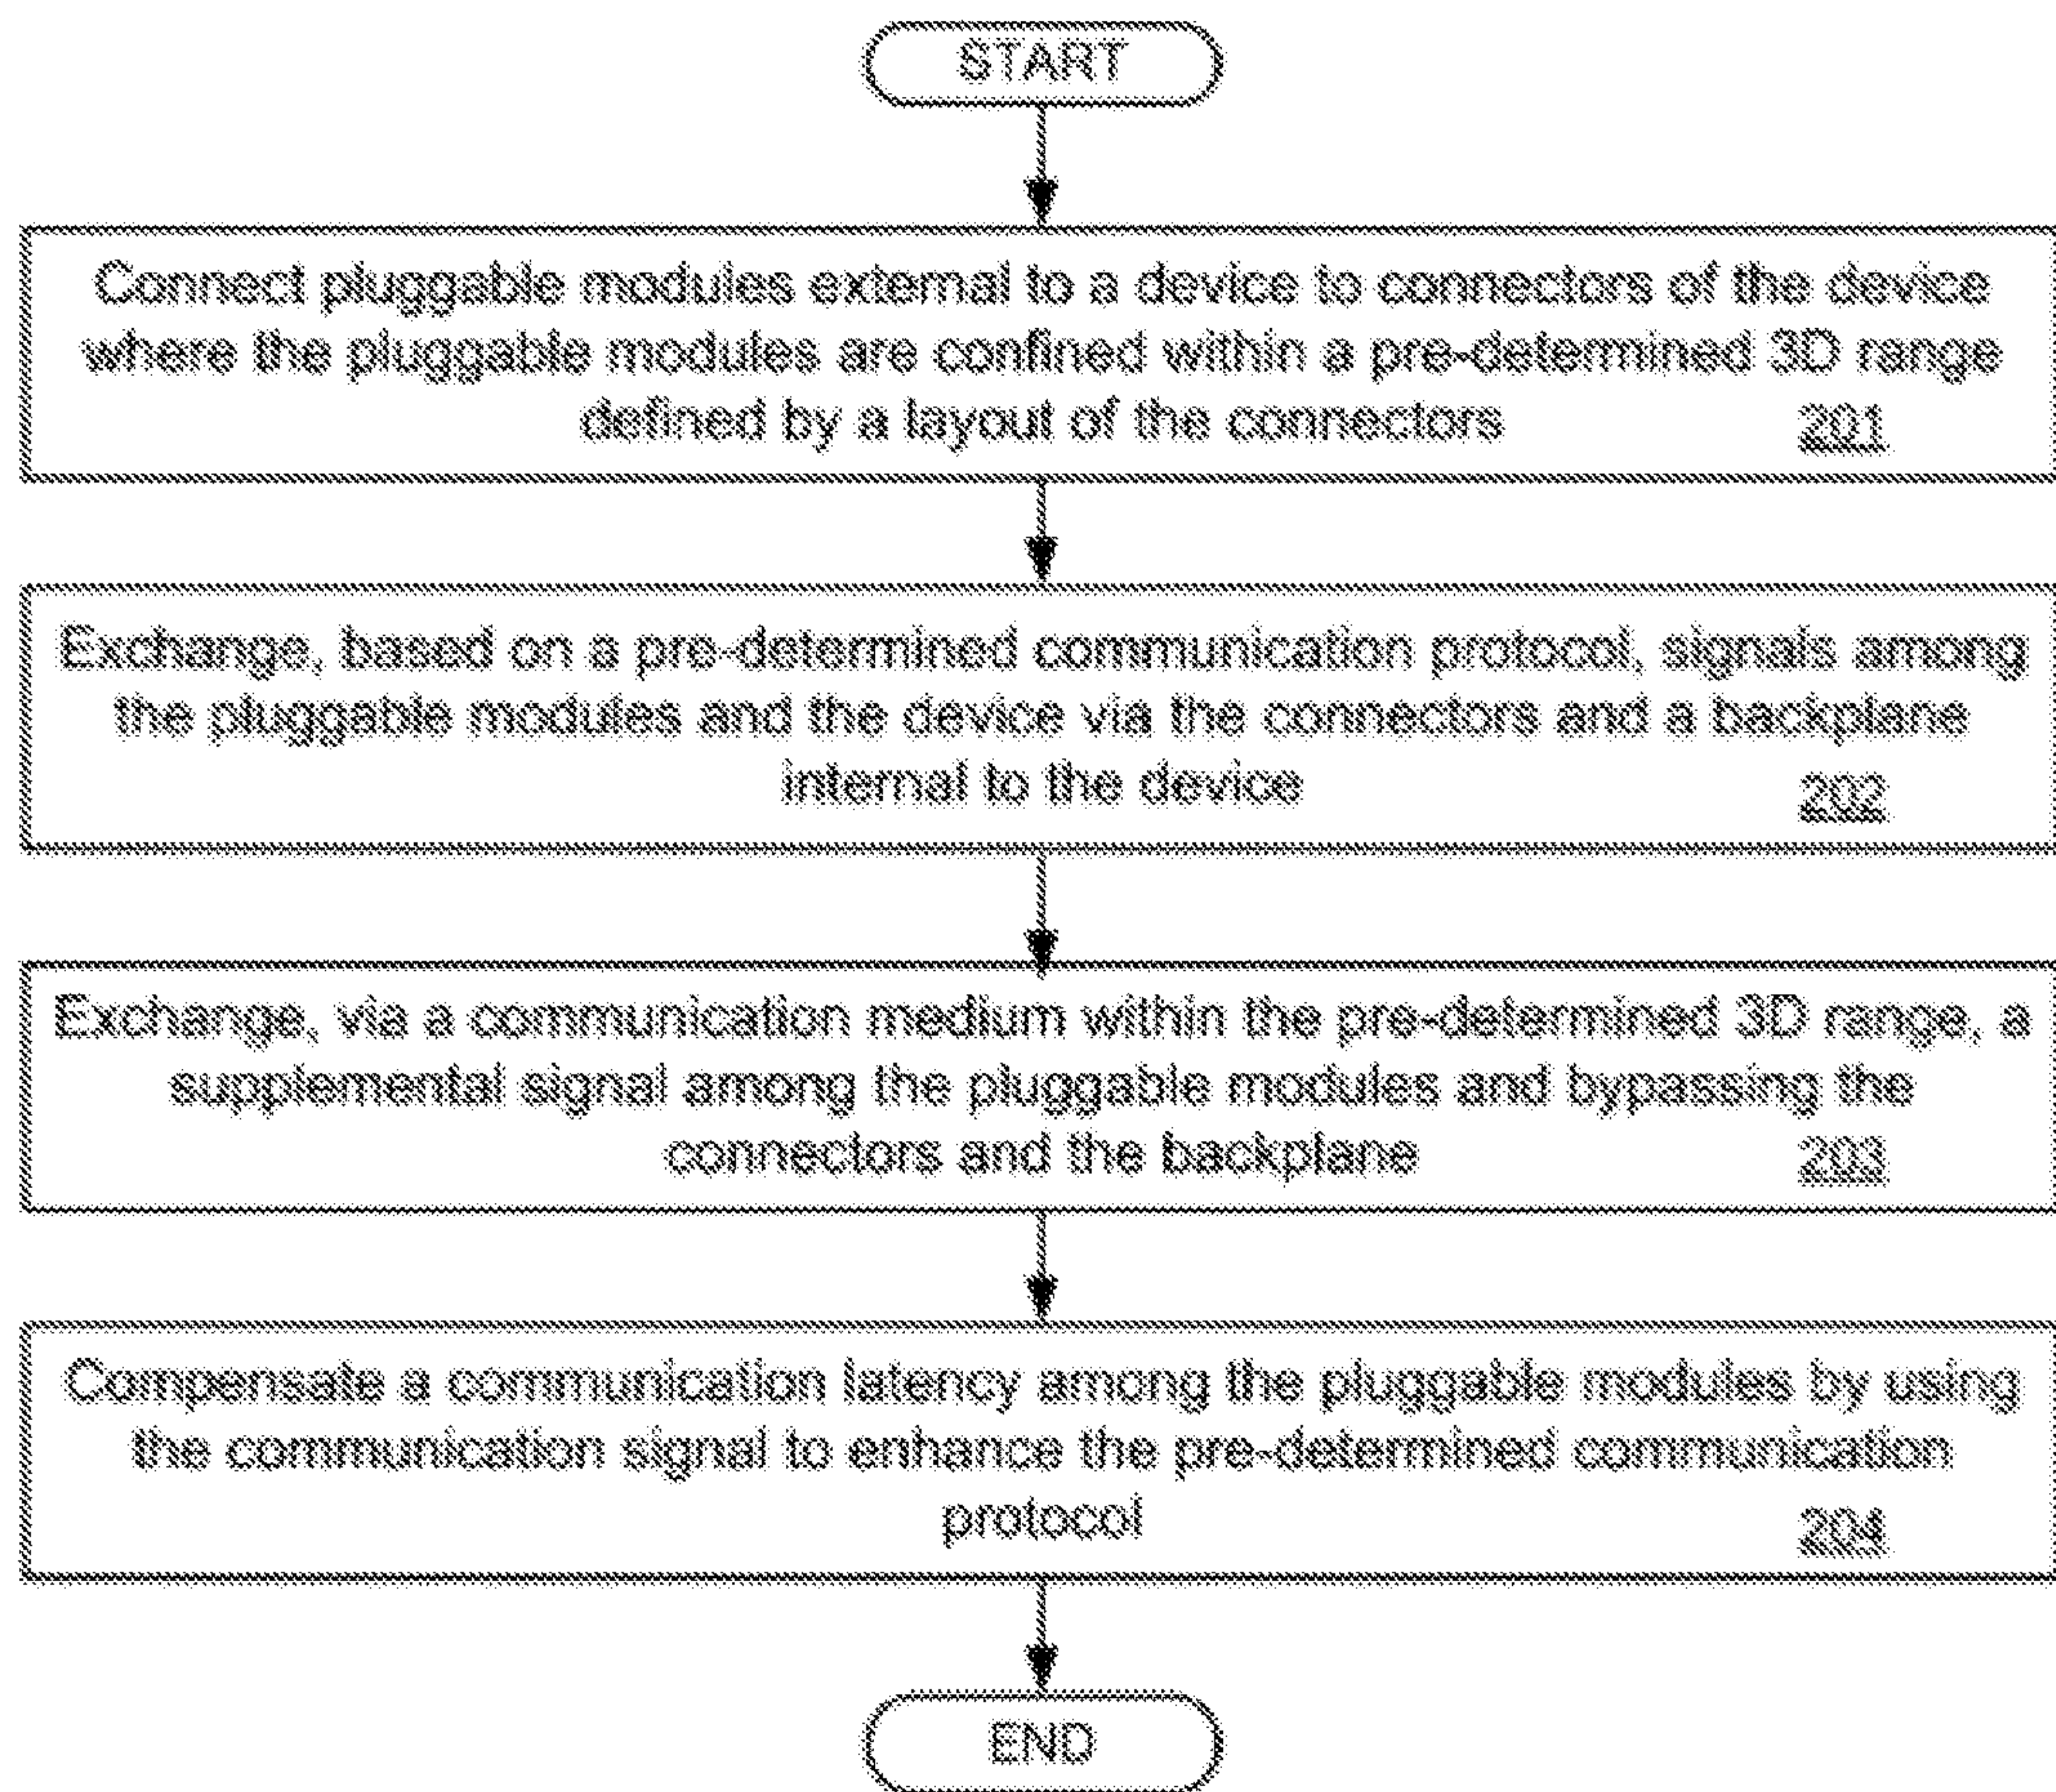 START
Connect pluggable modules external to a device to connectors of the device
where the pluggable modules are confined within a pre-determined 3D range
defined by a layout of the connectors 201
Exchange, based on a pre-determined communication protocol, signals among
the pluggable modules and the device via the connectors and a backplane
internal to the device 202
Exchange, via a communication medium within the pre-determined 3D range, a
supplemental signal among the pluggable modules and bypassing the
connectors and the backplane 203
Compensate a communication latency among the pluggable modules by using
the communication signal to enhance the pre-determined communication
protocol 204
END